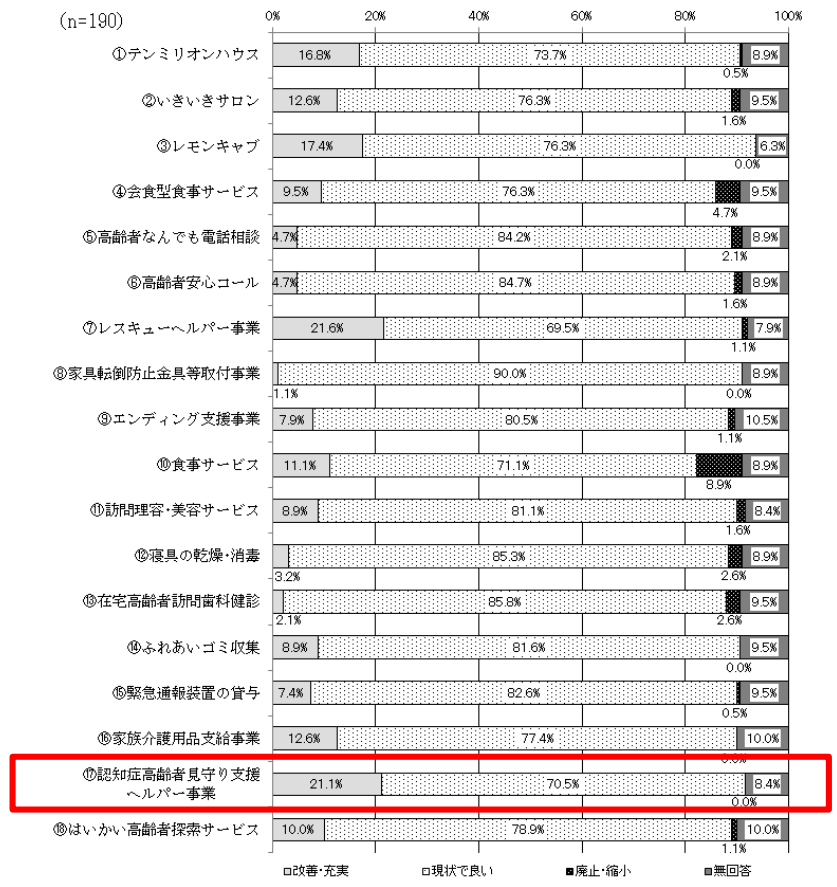 (n=190)
0% 20% 40% 60% 80% 100%
①テンミリオンハウス 16.8% 73.7% 8.9%
0.5%
②いきいきサロン 12.6% 76.3% 9.5%
1.6%
③レモンキャブ 17.4% 76.3% 6.3%
0.0%
④会食型食事サービス 9.5% 76.3% 9.5%
4.7%
⑤高齢者なんでも電話相談 4.7% 84.2% 8.9%
2.1%
⑥高齢者安心コール 4.7% 84.7% 8.9%
1.6%
⑦レスキューヘルパー事業 21.6% 69.5% 7.9%
1.1%
⑧家具転倒防止金具等取付事業 90.0% 8.9%
1.1% 0.0%
⑨エンディング支援事業 7.9% 80.5% 10.5%
1.1%
⑩食事サービス 11.1% 71.1% 8.9%
8.9%
⑪訪問理容・美容サービス 8.9% 81.1% 8.4%
1.6%
⑫寝具の乾燥・消毒 85.3% 8.9%
3.2% 2.6%
⑬在宅高齢者訪問歯科健診 85.8% 9.5%
2.1% 2.6%
⑭ふれあいゴミ収集 8.9% 81.6% 9.5%
0.0%
⑮緊急通報装置の貸与 7.4% 82.6% 9.5%
0.5%
⑯家族介護用品支給事業 12.6% 77.4% 10.0%
⑰認知症高齢者見守り支援
ヘルパー事業 21.1% 70.5% 8.4%
0.0%
⑱はいかい高齢者探索サービス 10.0% 78.9% 10.0%
1.1%
改善・充実 現状で良い 廃止・縮小 無回答